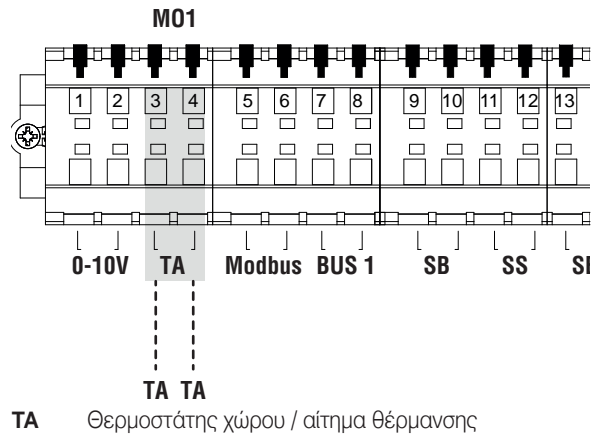 M01
1 2 3 4 5 6 7 8 9 10 11 12 13
0-10V TA Modbus BUS 1 SB SS
TA TA
TA Θερμοστάτης χώρου / αίτημα θέρμανσης